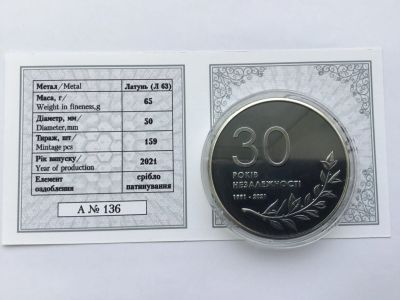 Метал/Metal Латунь (Л 63)
Маса, г/
Weight in fineness,g 65
Діаметр, мм/
Diameter,mm 50
Тираж, шт/
Mintage pcs 159
Рік випуску/
Year of production 2021
Елемент
оздоблення
срібло
патинування
А № 136
30
РОКІВ
НЕЗАЛЕЖНОСТІ
1991 - 2021